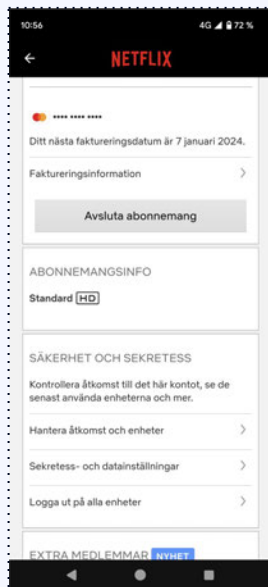 10:56 4G 72 %
NETFLIX
•••• •••• ••••
Ditt nästa faktureringsdatum är 7 januari 2024.
Faktureringsinformation
Avsluta abonnemang
ABONNEMANGSINFO
Standard HD
SÄKERHET OCH SEKRETESS
Kontrollera åtkomst till det här kontot, se de
senast använda enheterna och mer.
Hantera åtkomst och enheter
Sekretess- och datainställningar
Logga ut på alla enheter
EXTRA MEDLEMMAR NYHET